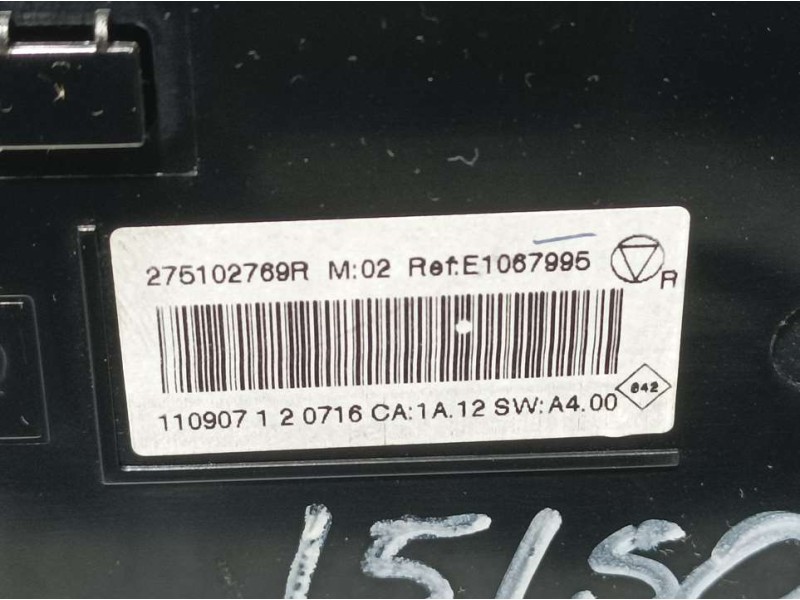 275102769R M:02 Ref:E1067995
R
110907 1 2 0716 CA:1A.12 SW:A4.00
642